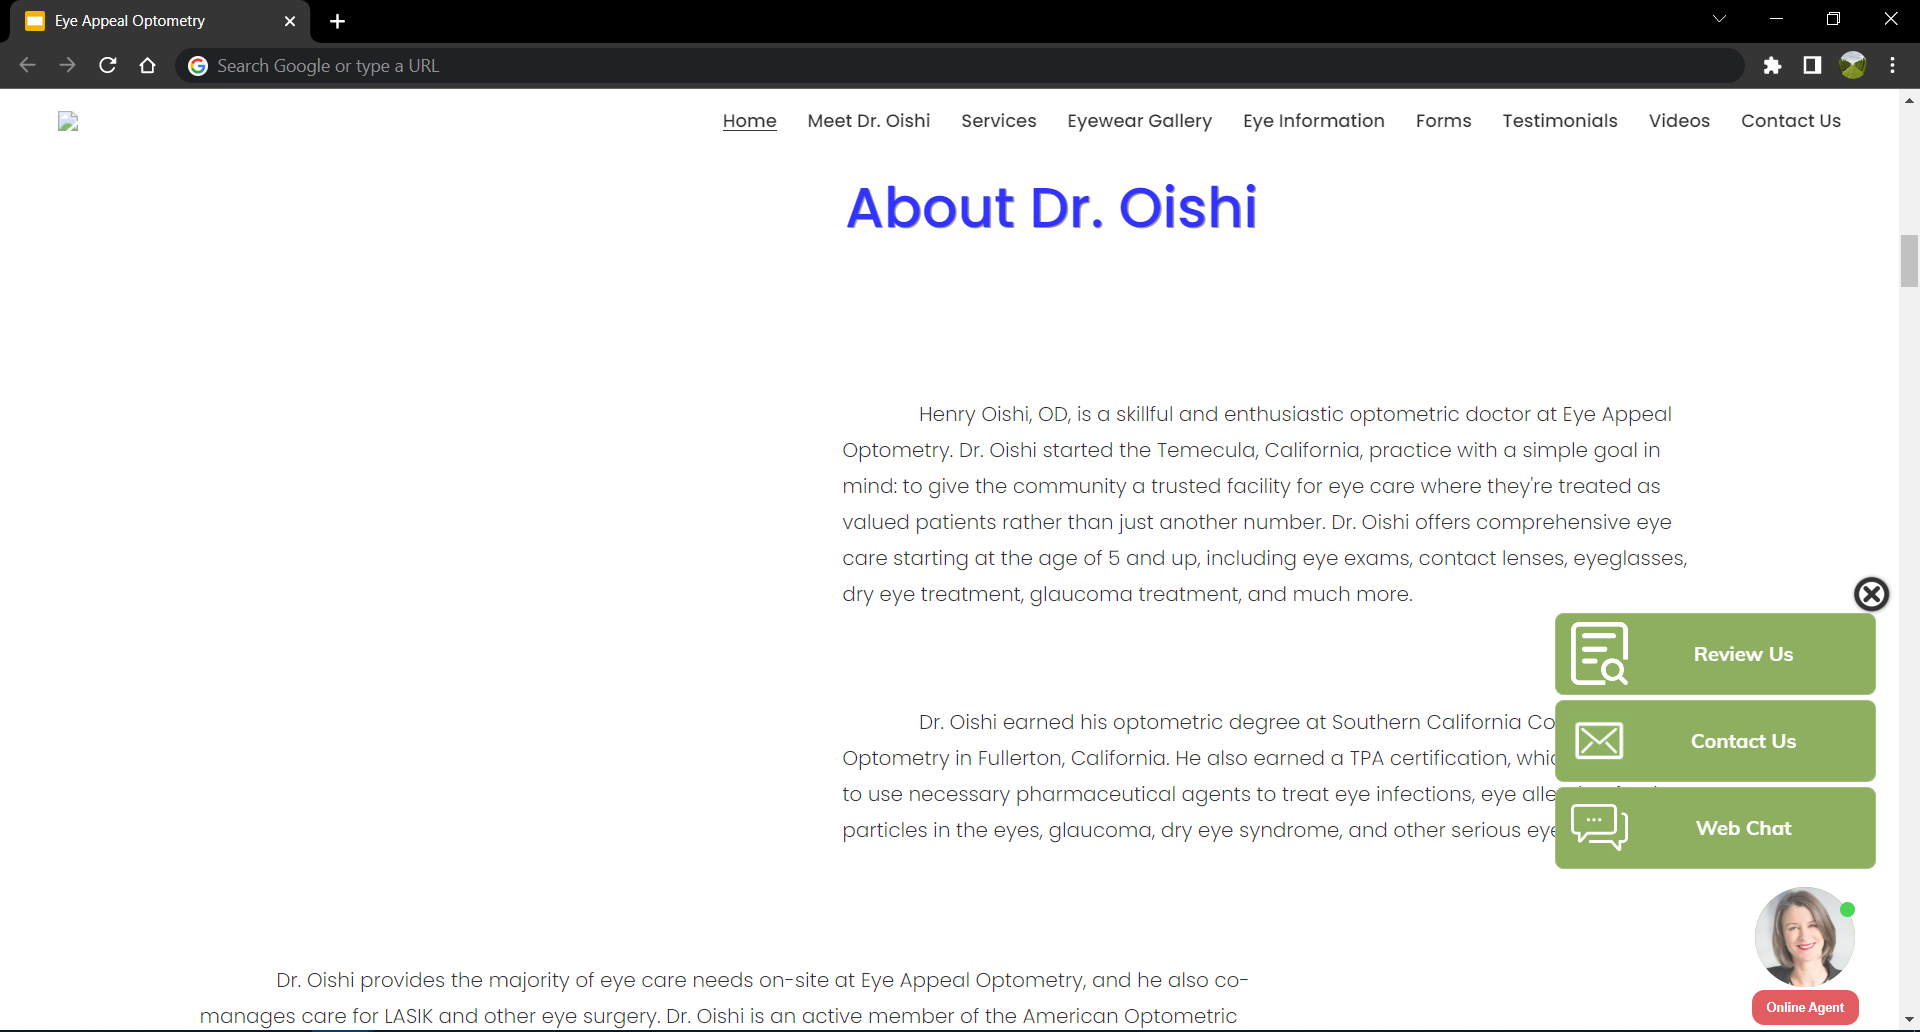 Eye Appeal Optometry
Search Google or type a URL
Home Meet Dr. Oishi Services Eyewear Gallery Eye Information Forms Testimonials Videos Contact Us
About Dr. Oishi
Henry Oishi, OD, is a skillful and enthusiastic optometric doctor at Eye Appeal
Optometry. Dr. Oishi started the Temecula, California, practice with a simple goal in
mind: to give the community a trusted facility for eye care where they're treated as
valued patients rather than just another number. Dr. Oishi offers comprehensive eye
care starting at the age of 5 and up, including eye exams, contact lenses, eyeglasses,
dry eye treatment, glaucoma treatment, and much more.
Review Us
Dr. Oishi earned his optometric degree at Southern California Co
Optometry in Fullerton, California. He also earned a TPA certification,
to use necessary pharmaceutical agents to treat eye infections, eye
particles in the eyes, glaucoma, dry eye syndrome, and other serious eye
Contact Us
Web Chat
Online Agent
Dr. Oishi provides the majority of eye care needs on-site at Eye Appeal Optometry, and he also co-
manages care for LASIK and other eye surgery. Dr. Oishi is an active member of the American Optometric